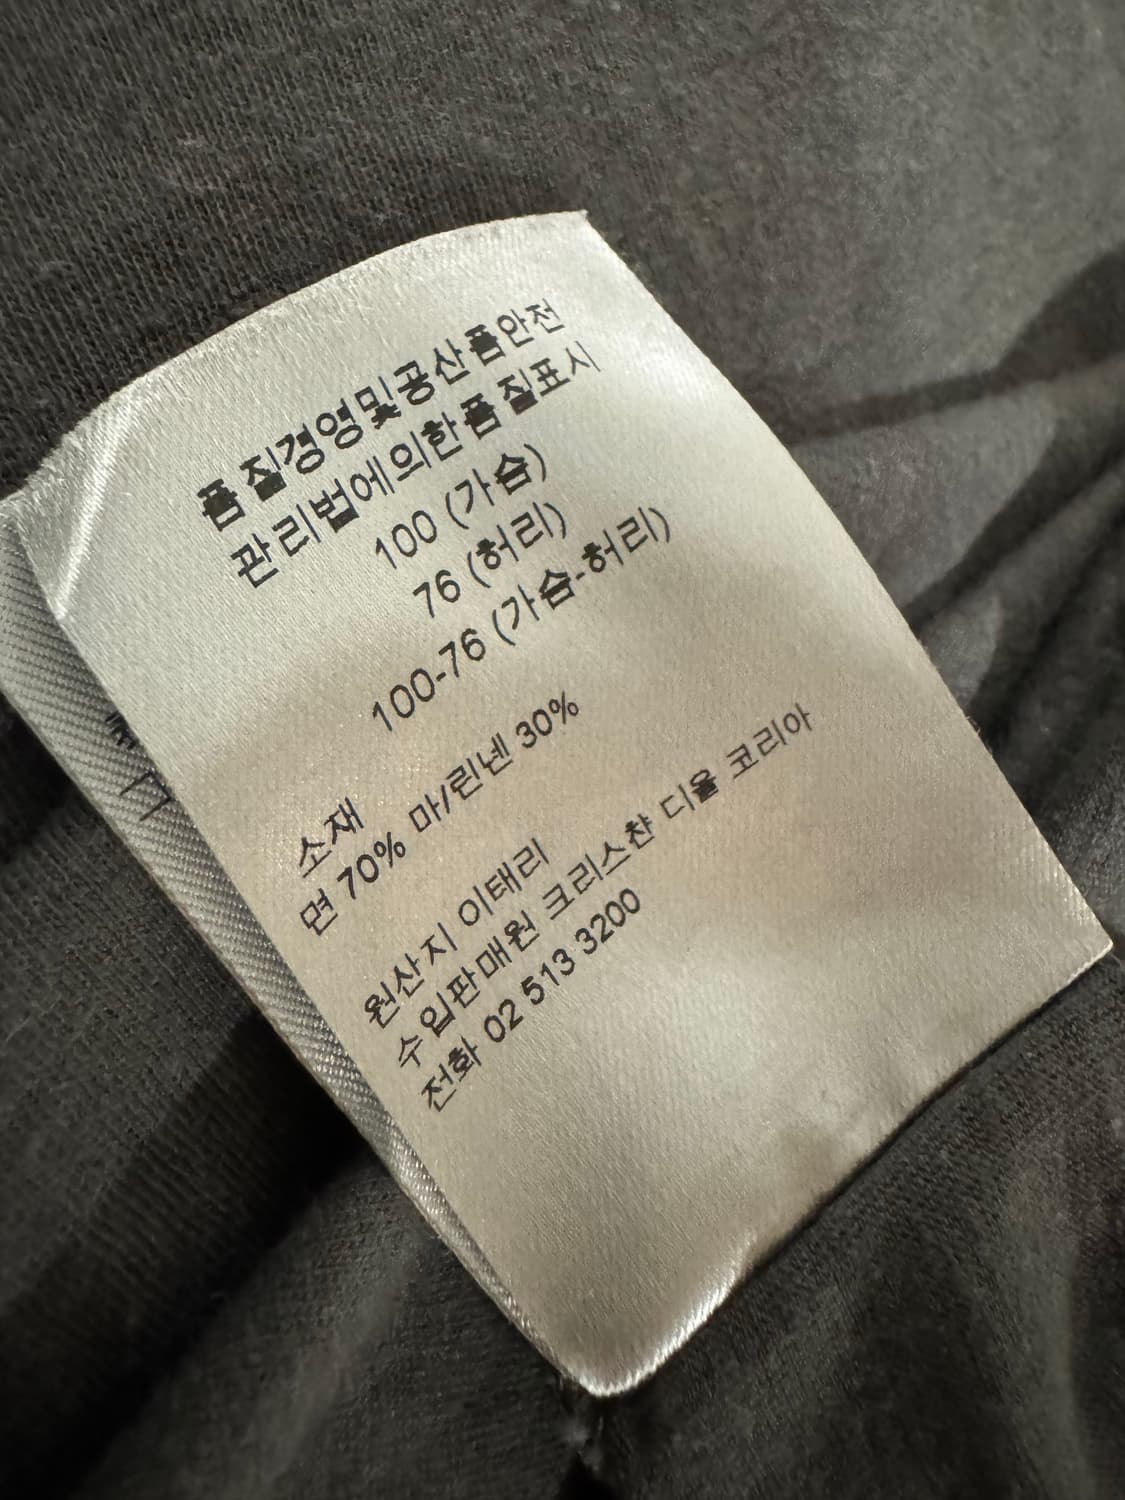 품질경영및공산품안전
관리법에의한품질표시
100 (가슴)
76 (허리)
100-76 (가슴-허리)
소재
면 70% 마/린넨 30%
원산지 이태리
수입판매원 크리스챤 디올 코리아
전화 02 513 3200